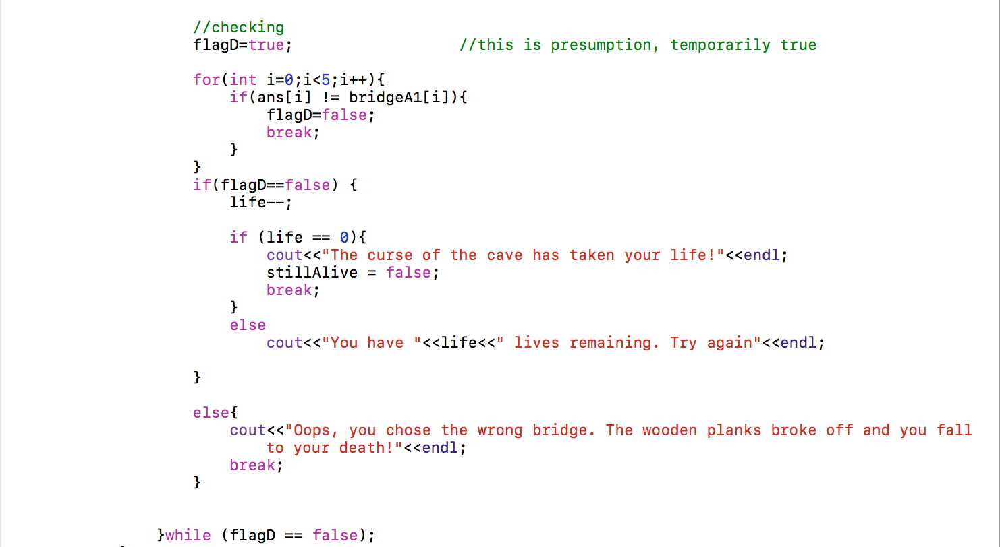 //checking
flagD=true;                  //this is presumption, temporarily true
for(int i=0;i<5;i++){
    if(ans[i] != bridgeA1[i]){
        flagD=false;
        break;
    }
}
if(flagD==false) {
    life--;
    if (life == 0){
        cout<<"The curse of the cave has taken your life!"<<endl;
        stillAlive = false;
        break;
    }
    else
        cout<<"You have "<<life<<" lives remaining. Try again"<<endl;
}
else{
    cout<<"Oops, you chose the wrong bridge. The wooden planks broke off and you fall
        to your death!"<<endl;
    break;
}
}while (flagD == false);